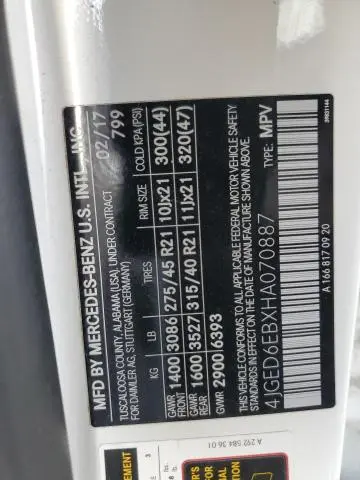 MFD BY MERCEDES-BENZ U.S. INTL., INC.
TUSCALOOSA COUNTY, ALABAMA (USA), UNDER CONTRACT 02/17
FOR DAIMLER AG, STUTTGART (GERMANY) 799
KG LB TIRES RIM SIZE COLD KPA(PSI)
GAWR FRONT 1400 3086 275/45 R21 10Jx21 300(44)
GAWR REAR 1600 3527 315/40 R21 11Jx21 320(47)
GVWR 2900 6393
THIS VEHICLE CONFORMS TO ALL APPLICABLE FEDERAL MOTOR VEHICLE SAFETY
STANDARDS IN EFFECT ON THE DATE OF MANUFACTURE SHOWN ABOVE.
4JGED6EBXHA070887 TYPE: MPV
A 166 817 09 20
A 292 584 36 01
EMENT
3
8
lb